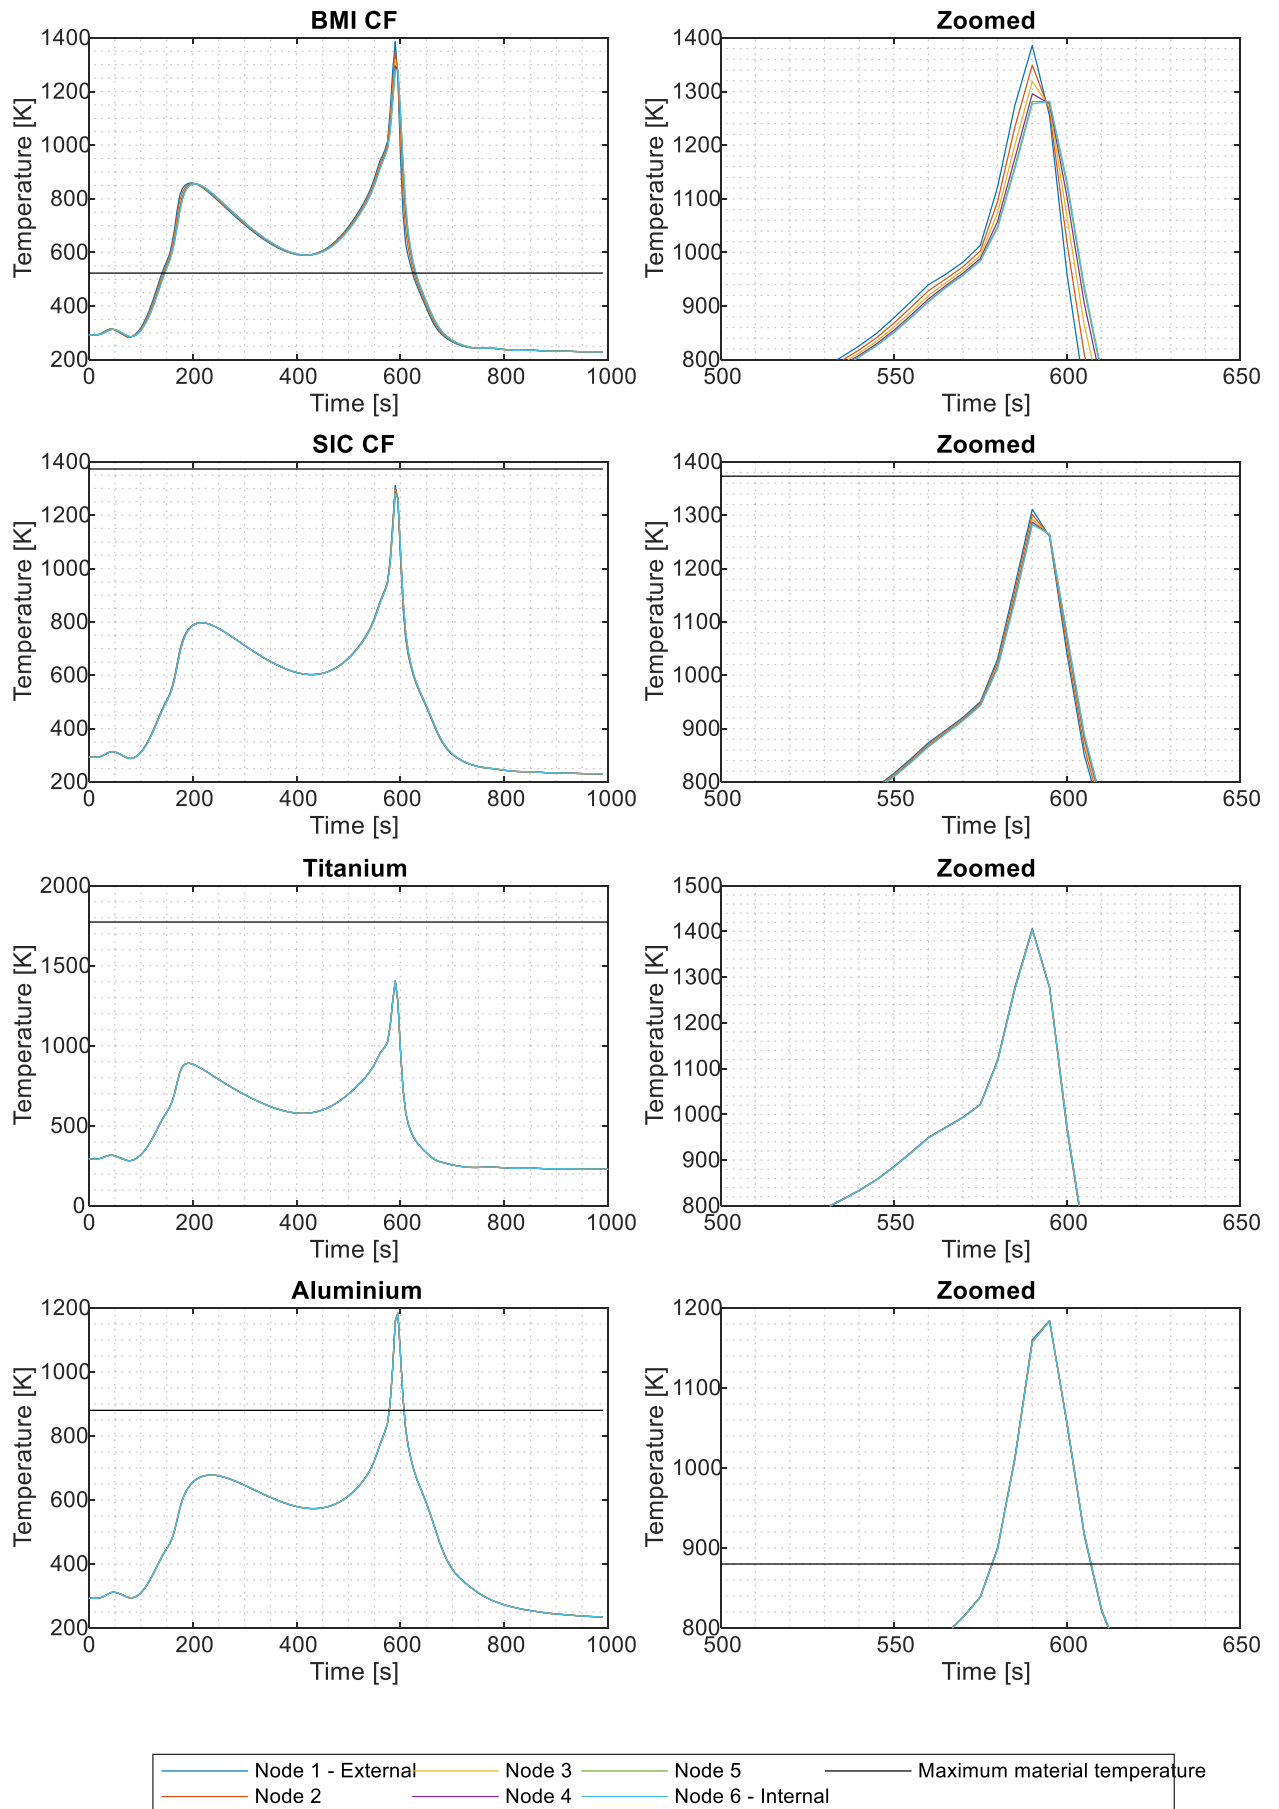 BMI CF
Zoomed
Temperature [K]
1400
1200
1000
800
600
400
200
0 200 400 600 800 1000
Time [s]
Temperature [K]
1400
1300
1200
1100
1000
900
800
500 550 600 650
Time [s]
SIC CF
Zoomed
Temperature [K]
1400
1200
1000
800
600
400
200
0 200 400 600 800 1000
Time [s]
Temperature [K]
1400
1300
1200
1100
1000
900
800
500 550 600 650
Time [s]
Titanium
Zoomed
Temperature [K]
2000
1500
1000
500
0
0 200 400 600 800 1000
Time [s]
Temperature [K]
1500
1400
1300
1200
1100
1000
900
800
500 550 600 650
Time [s]
Aluminium
Zoomed
Temperature [K]
1200
1000
800
600
400
200
0 200 400 600 800 1000
Time [s]
Temperature [K]
1200
1100
1000
900
800
500 550 600 650
Time [s]
Node 1 - External Node 3 Node 5 Maximum material temperature
Node 2 Node 4 Node 6 - Internal